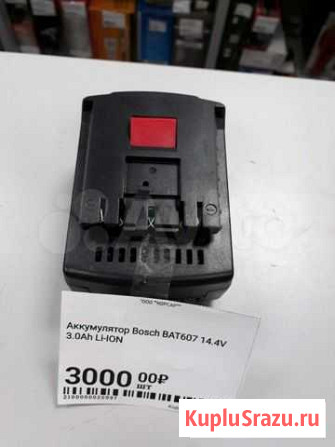 Аккумулятор Bosch BAT607 14.4V
3.0Ah Li-ION
3000 00₽
ШТ
KupluSrazu.ru